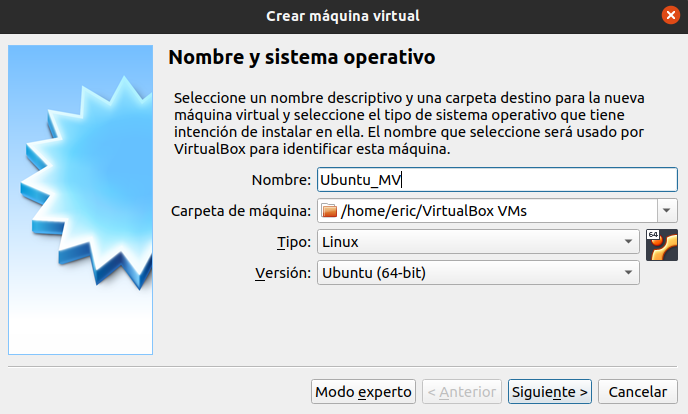 Crear máquina virtual
Nombre y sistema operativo
Seleccione un nombre descriptivo y una carpeta destino para la nueva
máquina virtual y seleccione el tipo de sistema operativo que tiene
intención de instalar en ella. El nombre que seleccione será usado por
VirtualBox para identificar esta máquina.
Nombre: Ubuntu_MV
Carpeta de máquina: /home/eric/VirtualBox VMs
Tipo: Linux
64
Versión: Ubuntu (64-bit)
Modo experto < Anterior Siguiente > Cancelar